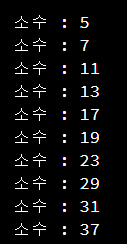 소수 : 5
소수 : 7
소수 : 11
소수 : 13
소수 : 17
소수 : 19
소수 : 23
소수 : 29
소수 : 31
소수 : 37